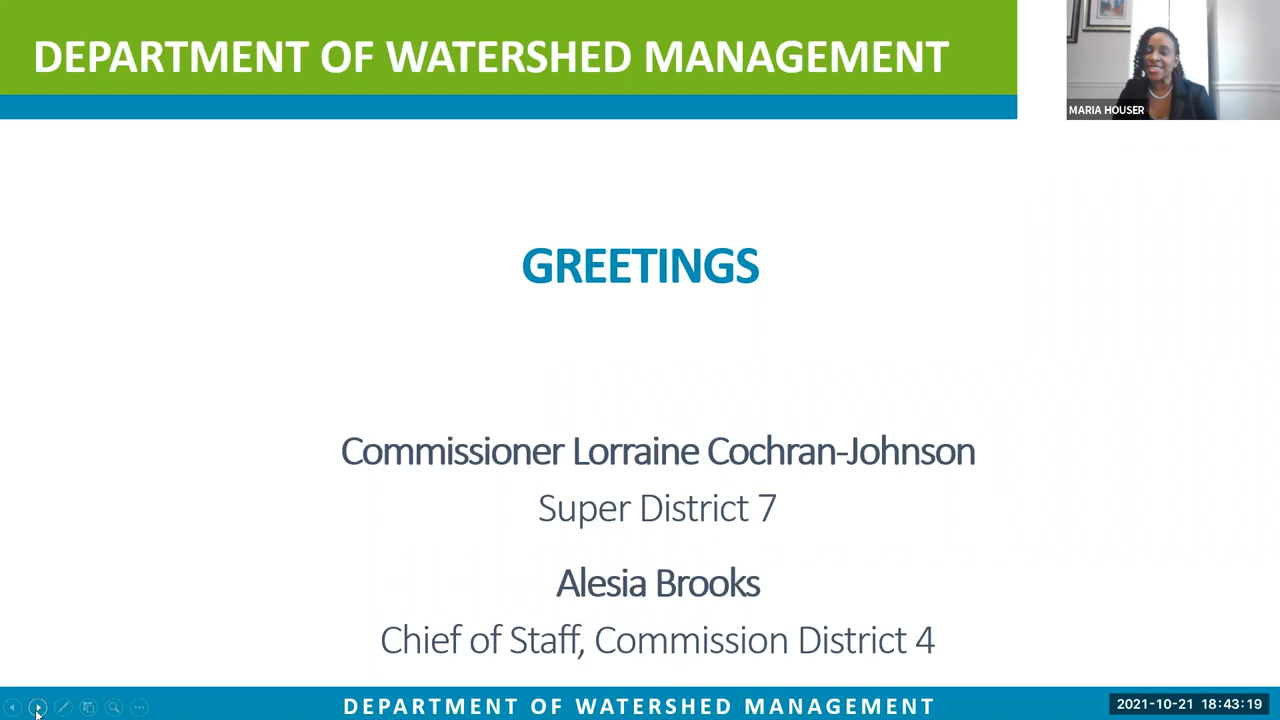 DEPARTMENT OF WATERSHED MANAGEMENT
MARIA HOUSER
GREETINGS
Commissioner Lorraine Cochran-Johnson
Super District 7
Alesia Brooks
Chief of Staff, Commission District 4
DEPARTMENT OF WATERSHED MANAGEMENT
2021-10-21 18:43:19